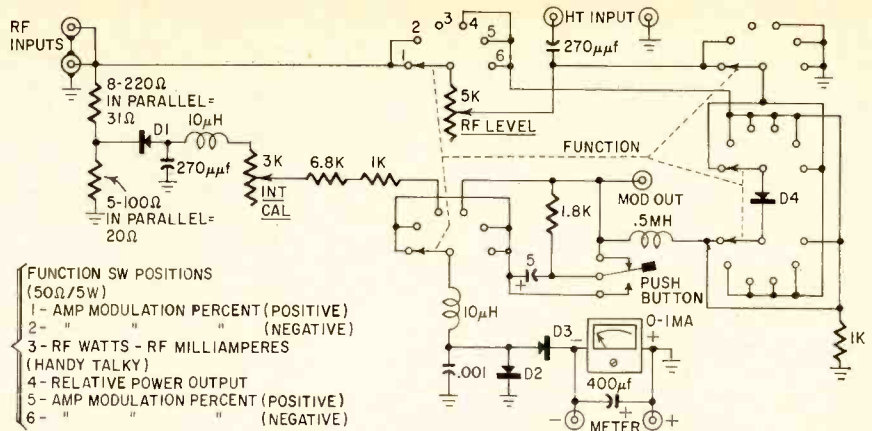 RF
INPUTS
8-220Ω
IN PARALLEL=
31Ω
D1
10μH
270μμf
3K
INT
CAL
6.8K
1K
5-100Ω
IN PARALLEL=
20Ω
2
3
4
5
1
6
HT INPUT
270μμf
5K
RF LEVEL
FUNCTION
MOD OUT
1.8K
.5MH
D4
5
+
PUSH
BUTTON
10μH
.001
D2
D3
0-1MA
-
+
400μf
+
-
METER
+
1K
FUNCTION SW POSITIONS
(50Ω/5W)
1- AMP MODULATION PERCENT (POSITIVE)
2- " " " (NEGATIVE)
3- RF WATTS - RF MILLIAMPERES
(HANDY TALKY)
4- RELATIVE POWER OUTPUT
5- AMP MODULATION PERCENT (POSITIVE)
6- " " " (NEGATIVE)